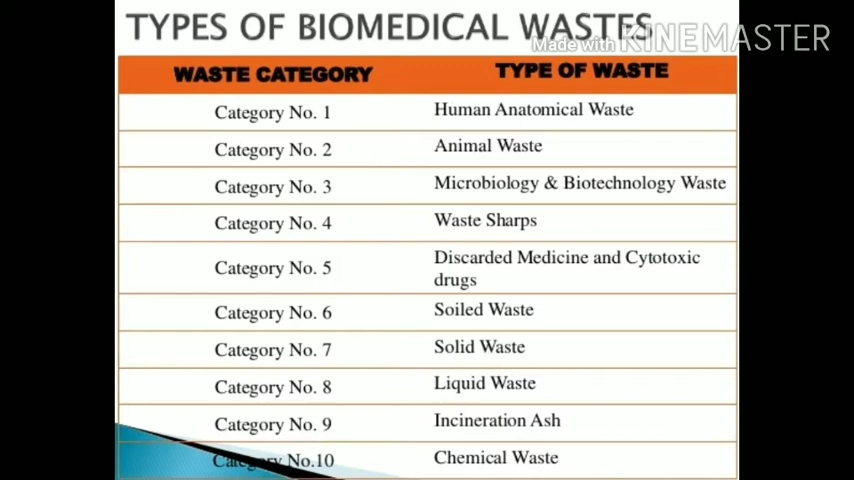 TYPES OF BIOMEDICAL WASTES
Made with KINEMASTER
WASTE CATEGORY TYPE OF WASTE
Category No. 1 Human Anatomical Waste
Category No. 2 Animal Waste
Category No. 3 Microbiology & Biotechnology Waste
Category No. 4 Waste Sharps
Category No. 5 Discarded Medicine and Cytotoxic
drugs
Category No. 6 Soiled Waste
Category No. 7 Solid Waste
Category No. 8 Liquid Waste
Category No. 9 Incineration Ash
Category No.10 Chemical Waste